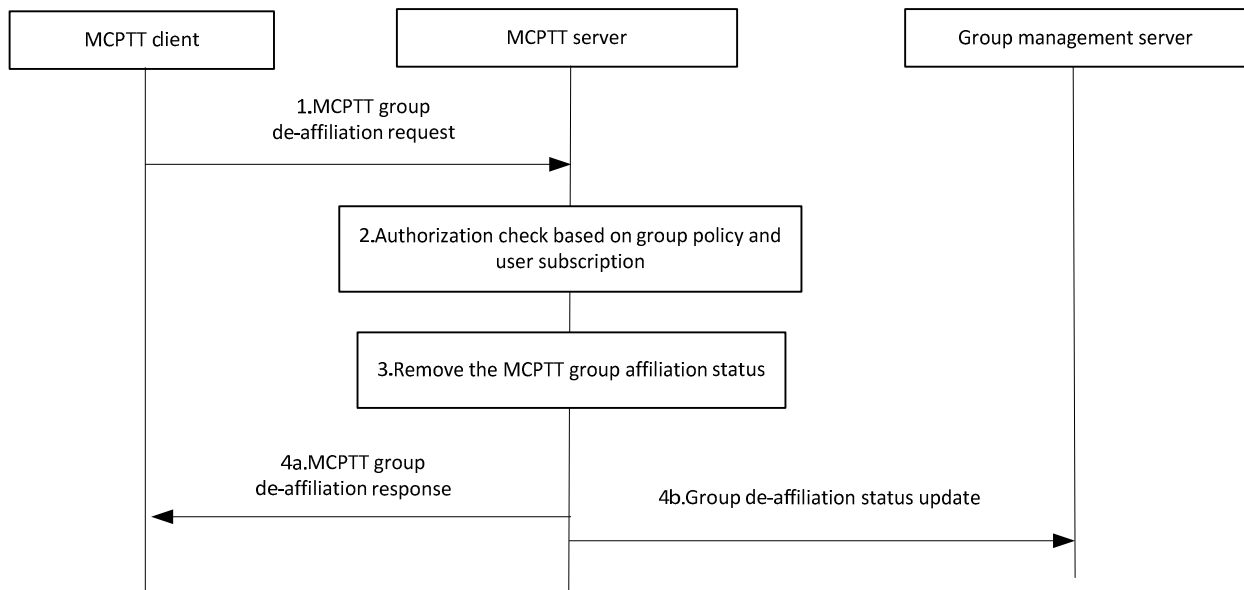 MCPTT client
MCPTT server
Group management server
1.MCPTT group
de-affiliation request
2.Authorization check based on group policy and
user subscription
3.Remove the MCPTT group affiliation status
4a.MCPTT group
de-affiliation response
4b.Group de-affiliation status update